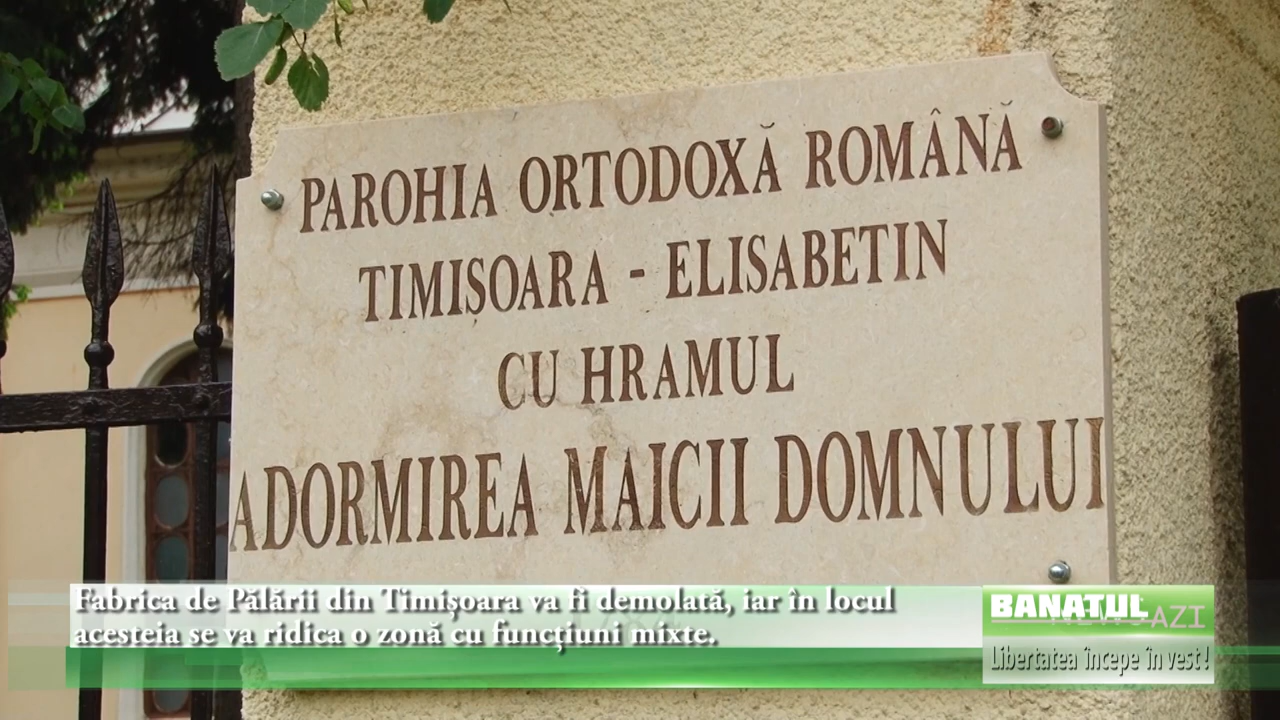 PAROHIA ORTODOXĂ ROMÂNĂ
TIMIȘOARA - ELISABETIN
CU HRAMUL
ADORMIREA MAICII DOMNULUI
Fabrica de Pălării din Timișoara va fi demolată, iar în locul
acesteia se va ridica o zonă cu funcțiuni mixte.
BANATUL
AZI
Libertatea începe în vest!